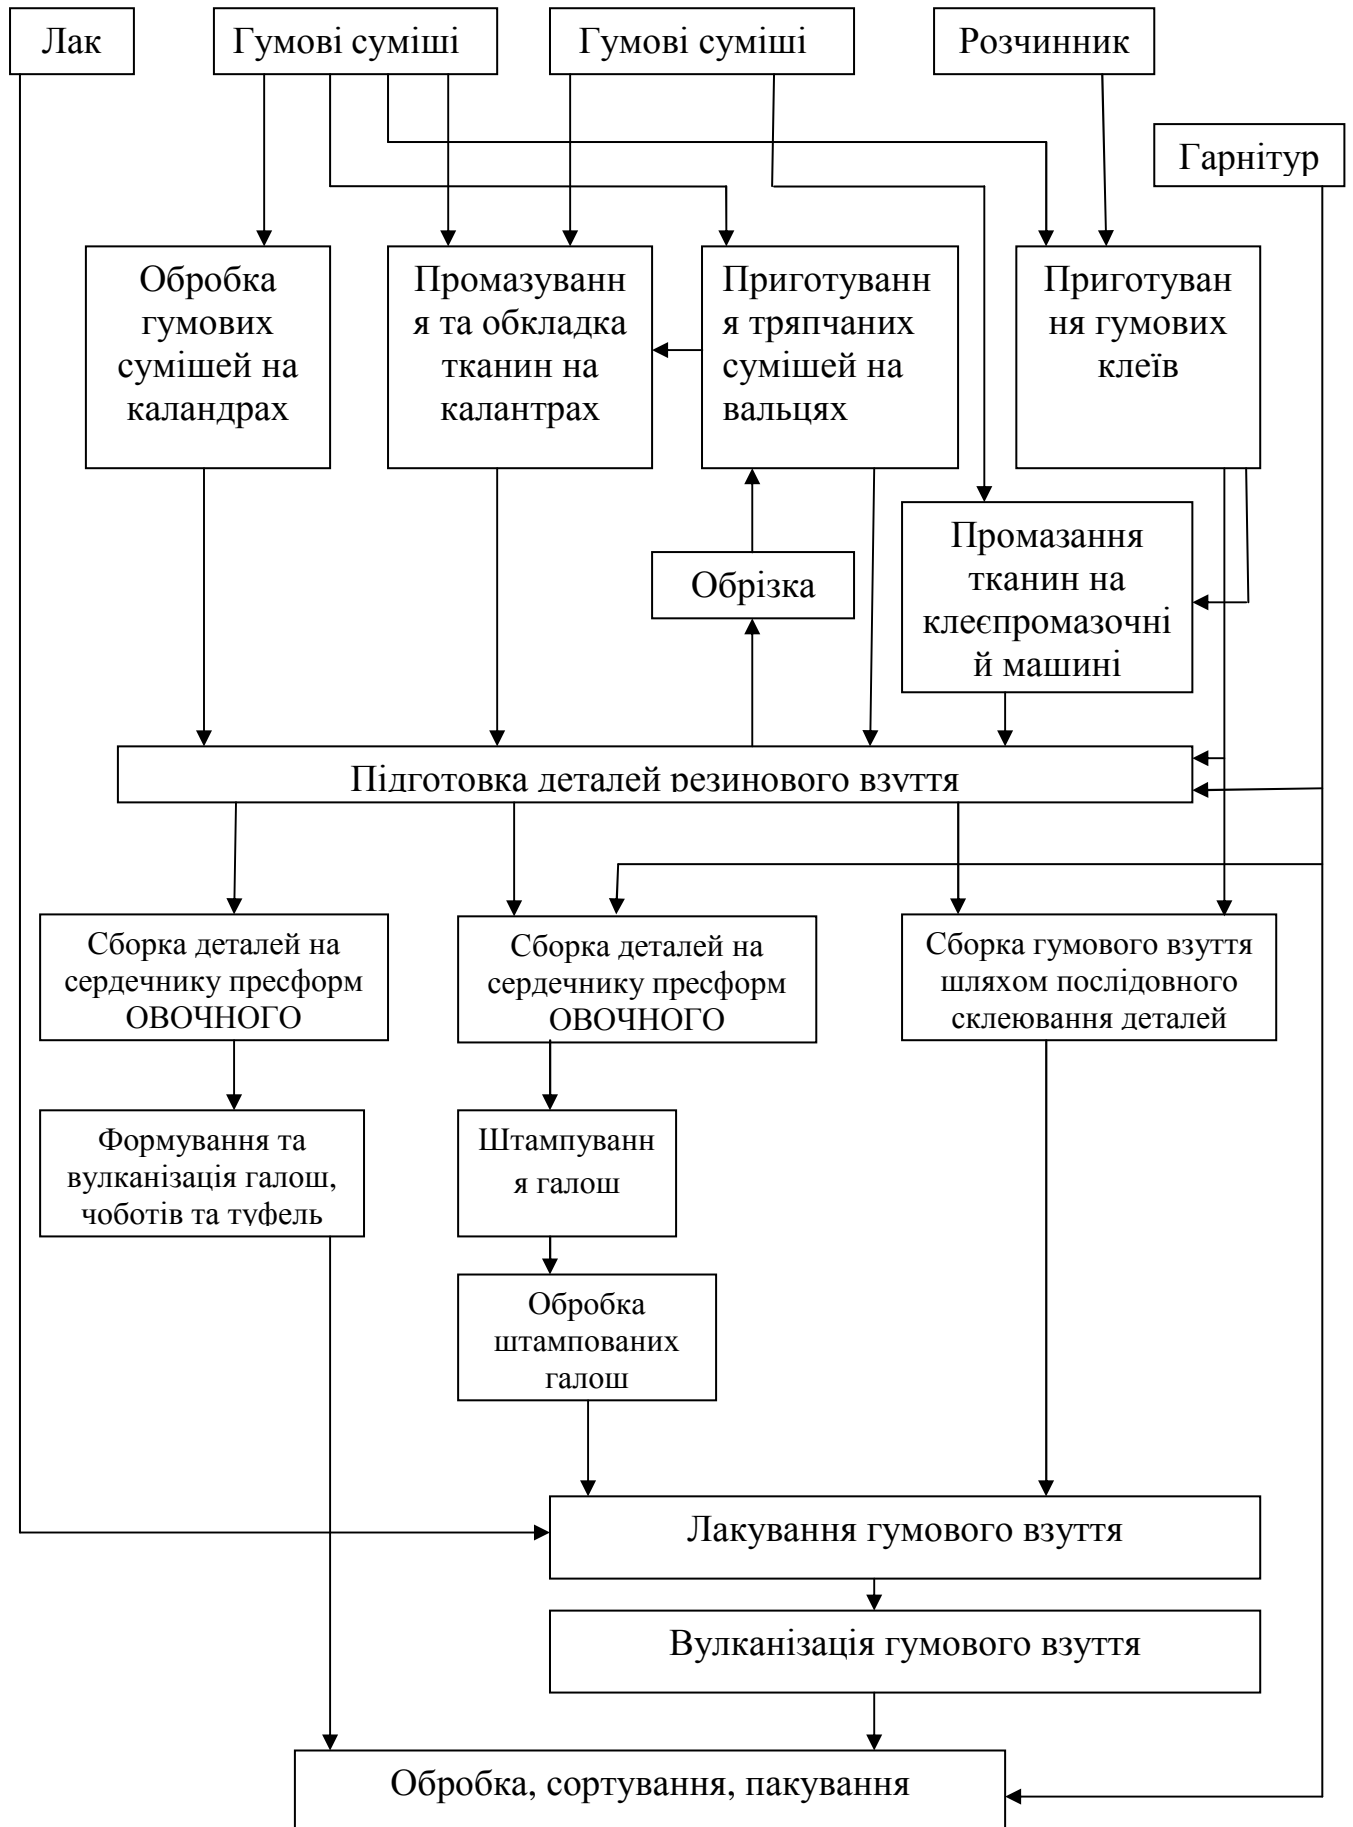 Лак
Гумові суміші
Гумові суміші
Розчинник
Гарнітур
Обробка
гумових
сумішей на
каландрах
Промазуванн
я та обкладка
тканин на
калантрах
Приготуванн
я тряпчаних
сумішей на
вальцях
Приготуван
ня гумових
клеїв
Обрізка
Промазання
тканин на
клеєпромазочні
й машині
Підготовка деталей резинового взуття
Сборка деталей на
сердечнику пресформ
ОВОЧНОГО
Сборка деталей на
сердечнику пресформ
ОВОЧНОГО
Сборка гумового взуття
шляхом послідовного
склеювання деталей
Формування та
вулканізація галош,
чоботів та туфель
Штампуванн
я галош
Обробка
штампованих
галош
Лакування гумового взуття
Вулканізація гумового взуття
Обробка, сортування, пакування